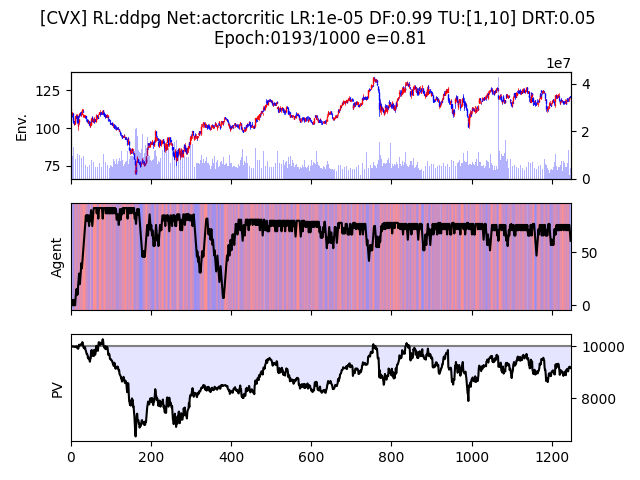 [CVX] RL:ddpg Net:actorcritic LR:1e-05 DF:0.99 TU:[1,10] DRT:0.05
Epoch:0193/1000 e=0.81
1e7
Env.
125
100
75
4
2
0
Agent
50
0
PV
10000
8000
0
200
400
600
800
1000
1200